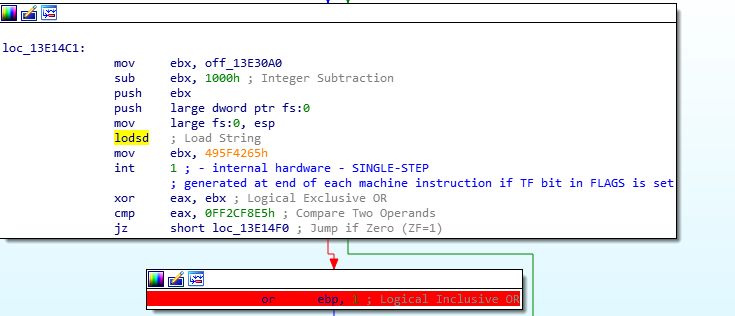 loc_13E14C1:
mov ebx, off_13E30A0
sub ebx, 1000h ; Integer Subtraction
push ebx
push large dword ptr fs:0
mov large fs:0, esp
lodsd ; Load String
mov ebx, 495F4265h
int 1 ; - internal hardware - SINGLE-STEP
; generated at end of each machine instruction if TF bit in FLAGS is set
xor eax, ebx ; Logical Exclusive OR
cmp eax, 0FF2CF8E5h ; Compare Two Operands
jz short loc_13E14F0 ; Jump if Zero (ZF=1)
or ebp, 1 ; Logical Inclusive OR